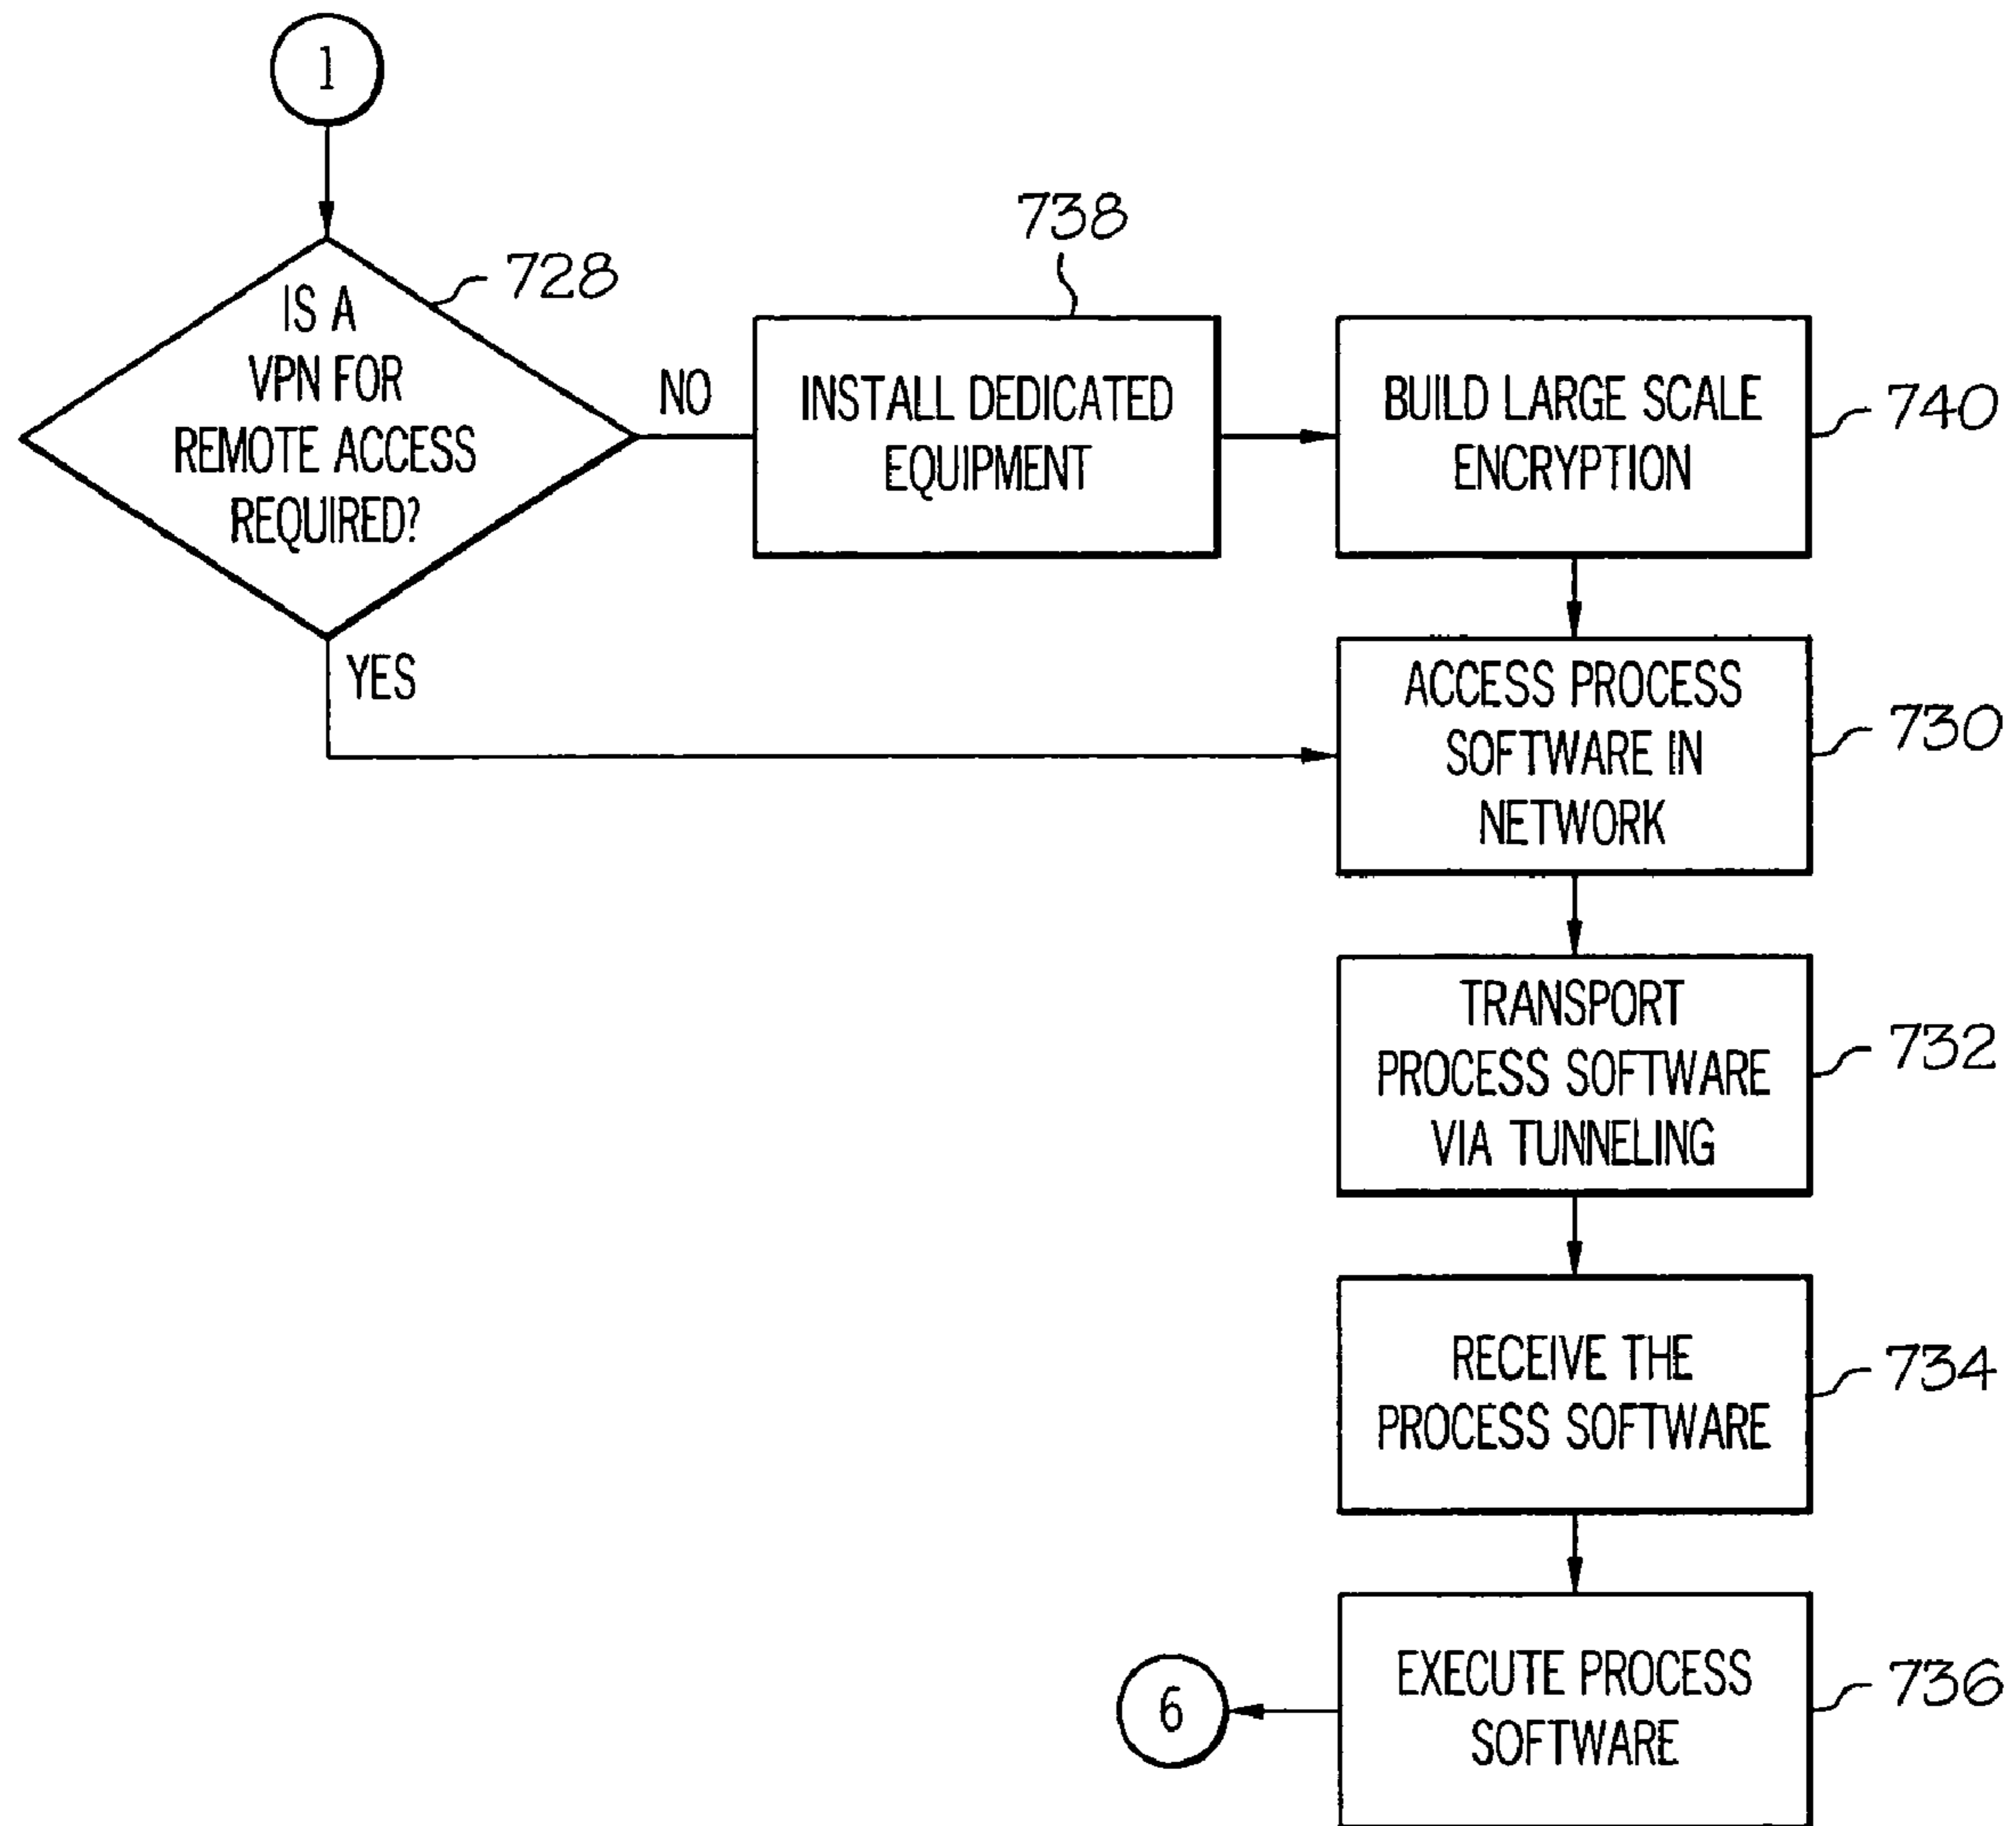 1
728
IS A
VPN FOR
REMOTE ACCESS
REQUIRED?
NO
YES
738
INSTALL DEDICATED
EQUIPMENT
BUILD LARGE SCALE
ENCRYPTION
740
ACCESS PROCESS
SOFTWARE IN
NETWORK
730
TRANSPORT
PROCESS SOFTWARE
VIA TUNNELING
732
RECEIVE THE
PROCESS SOFTWARE
734
EXECUTE PROCESS
SOFTWARE
736
6